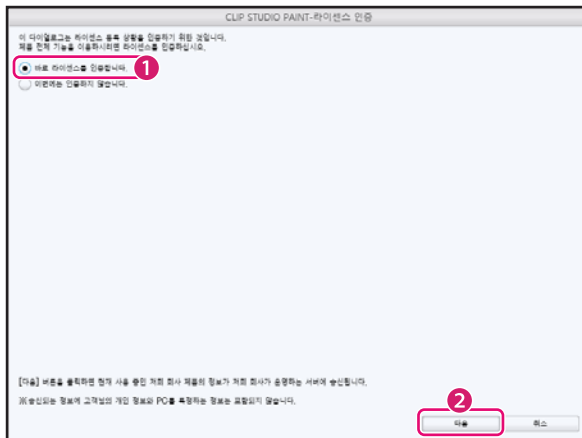 CLIP STUDIO PAINT-라이센스 인증
이 다이얼로그는 라이센스 등록 상황을 인증하기 위한 것입니다.
제품 전체 기능을 이용하시려면 라이센스를 인증하십시오.
바로 라이센스를 인증합니다. 1
이번에는 인증하지 않습니다.
[다음] 버튼을 클릭하면 현재 사용 중인 저희 회사 제품의 정보가 저희 회사가 운영하는 서버에 송신됩니다.
※송신되는 정보에 고객님의 개인 정보와 PC를 특정하는 정보는 포함되지 않습니다.
2
다음 취소